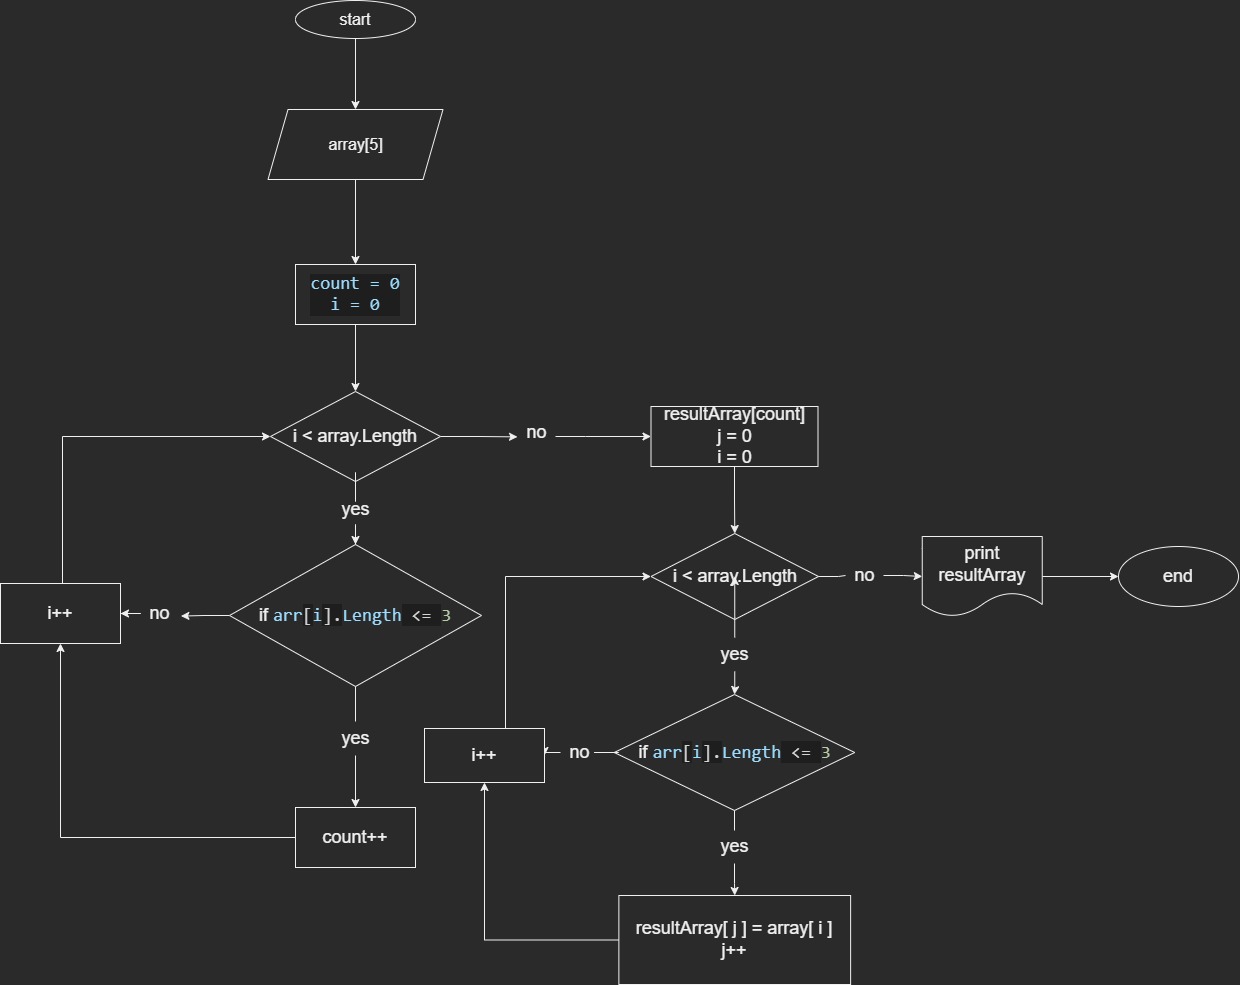 start
array[5]
count = 0
i = 0
i < array.Length
no
resultArray[count]
j = 0
i = 0
yes
i < array.Length
no
print
resultArray
end
i++
no
if arr[i].Length <= 3
yes
yes
i++
no
if arr[i].Length <= 3
count++
yes
resultArray[ j ] = array[ i ]
j++